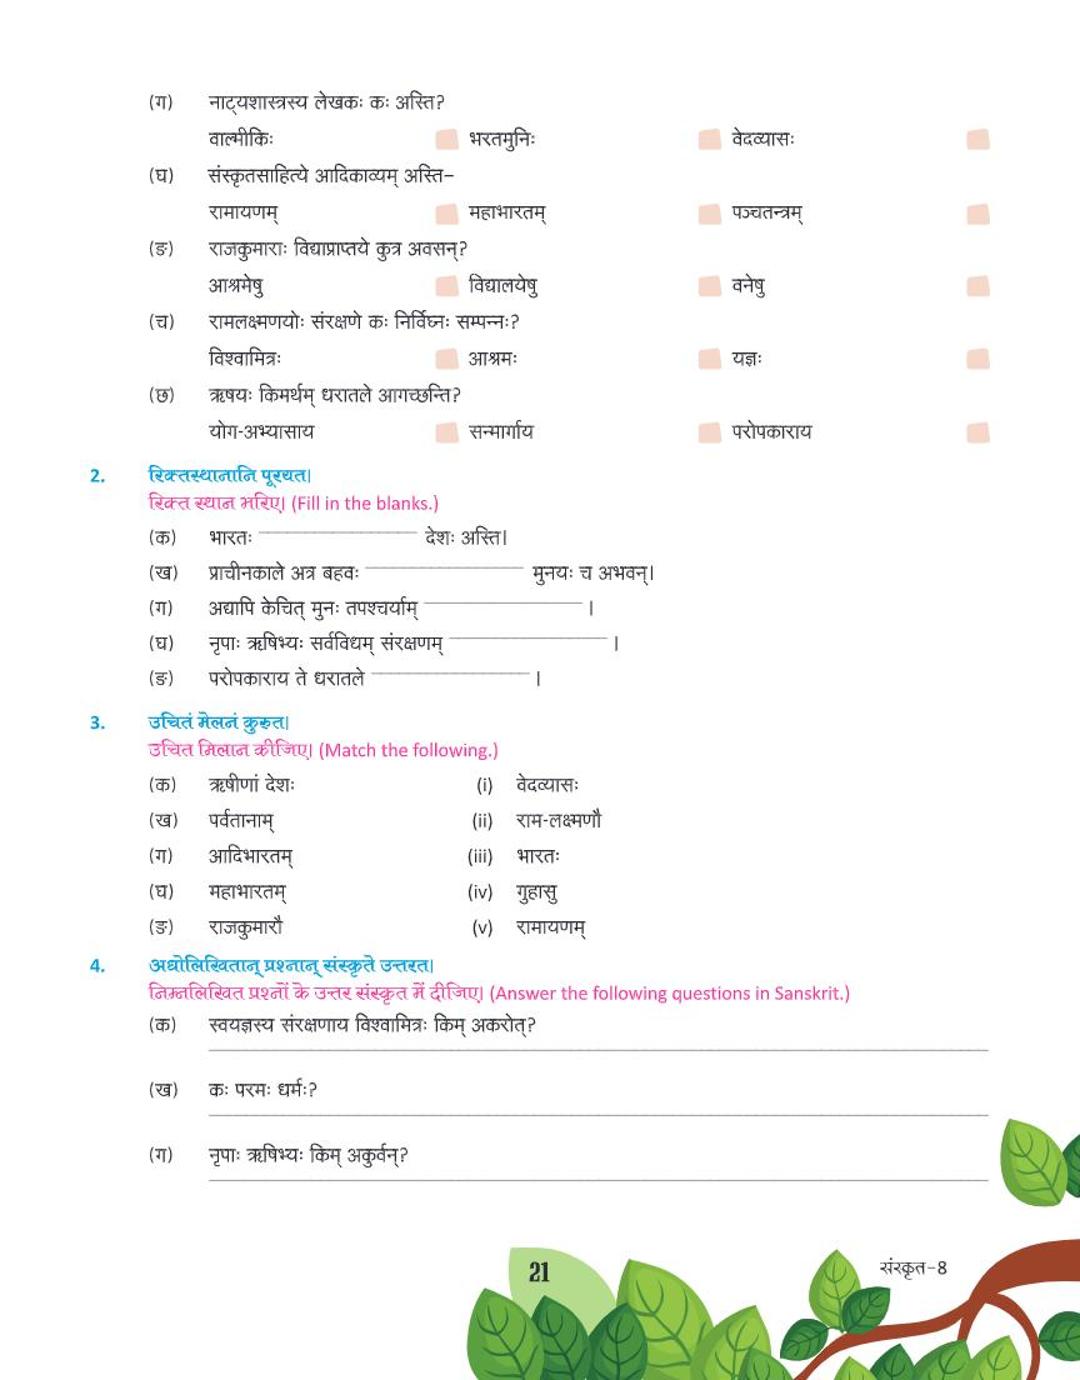 (ग) नाट्यशास्त्रस्य लेखकः कः अस्ति?
वाल्मीकिः भरतमुनिः वेदव्यासः
(घ) संस्कृतसाहित्ये आदिकाव्यम् अस्ति–
रामायणम् महाभारतम् पञ्चतन्त्रम्
(ङ) राजकुमाराः विद्याप्राप्तये कुत्र अवसन्?
आश्रमेषु विद्यालयेषु वनेषु
(च) रामलक्ष्मणयोः संरक्षणे कः निर्विघ्नः सम्पन्नः?
विश्वामित्रः आश्रमः यज्ञः
(छ) ऋषयः किमर्थम् धरातले आगच्छन्ति?
योग-अभ्यासाय सन्मार्गाय परोपकाराय
2. रिक्तस्थानानि पूरयत।
रिक्त स्थान भरिए। (Fill in the blanks.)
(क) भारतः ____________ देशः अस्ति।
(ख) प्राचीनकाले अत्र बहवः ____________ मुनयः च अभवन्।
(ग) अद्यापि केचित् मुनः तपश्चर्याम् ____________ ।
(घ) नृपाः ऋषिभ्यः सर्वविधम् संरक्षणम् ____________ ।
(ङ) परोपकाराय ते धरातले ____________ ।
3. उचितं मेलनं कुरुत।
उचित मिलान कीजिए। (Match the following.)
(क) ऋषीणां देशः (i) वेदव्यासः
(ख) पर्वतानाम् (ii) राम-लक्ष्मणौ
(ग) आदिभारतम् (iii) भारतः
(घ) महाभारतम् (iv) गुहासु
(ङ) राजकुमारौ (v) रामायणम्
4. अधोलिखितान् प्रश्नान् संस्कृते उत्तरत।
निम्नलिखित प्रश्नों के उत्तर संस्कृत में दीजिए। (Answer the following questions in Sanskrit.)
(क) स्वयज्ञस्य संरक्षणाय विश्वामित्रः किम् अकरोत्?
(ख) कः परमः धर्मः?
(ग) नृपाः ऋषिभ्यः किम् अकुर्वन्?
21
संस्कृत–8